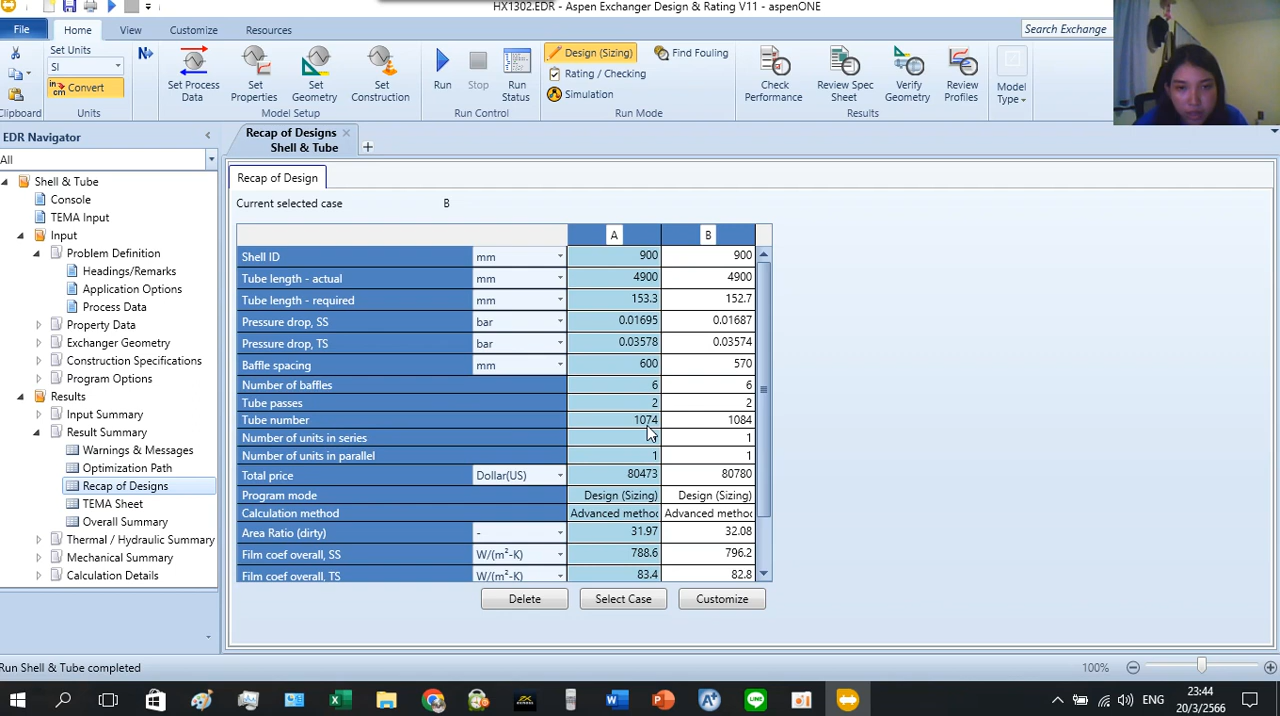 HX1302.EDR - Aspen Exchanger Design & Rating V11 - aspenONE
File
Home
View
Customize
Resources
Search Exchange
Set Units
SI
Convert
Clipboard
Units
Set Process Data
Set Properties
Set Geometry
Set Construction
Model Setup
Run
Stop
Run Status
Run Control
Design (Sizing)
Rating / Checking
Simulation
Find Fouling
Run Mode
Check Performance
Review Spec Sheet
Verify Geometry
Review Profiles
Results
Model Type
EDR Navigator
All
Shell & Tube
Console
TEMA Input
Input
Problem Definition
Headings/Remarks
Application Options
Process Data
Property Data
Exchanger Geometry
Construction Specifications
Program Options
Results
Input Summary
Result Summary
Warnings & Messages
Optimization Path
Recap of Designs
TEMA Sheet
Overall Summary
Thermal / Hydraulic Summary
Mechanical Summary
Calculation Details
Recap of Designs
Shell & Tube
Recap of Design
Current selected case B
A B
Shell ID mm 900 900
Tube length - actual mm 4900 4900
Tube length - required mm 153.3 152.7
Pressure drop, SS bar 0.01695 0.01687
Pressure drop, TS bar 0.03578 0.03574
Baffle spacing mm 600 570
Number of baffles 6 6
Tube passes 2 2
Tube number 1074 1084
Number of units in series 1
Number of units in parallel 1 1
Total price Dollar(US) 80473 80780
Program mode Design (Sizing) Design (Sizing)
Calculation method Advanced methoc Advanced methoc
Area Ratio (dirty) - 31.97 32.08
Film coef overall, SS W/(m²-K) 788.6 796.2
Film coef overall, TS W/(m²-K) 83.4 82.8
Delete
Select Case
Customize
Run Shell & Tube completed
100%
ENG
23:44
20/3/2566